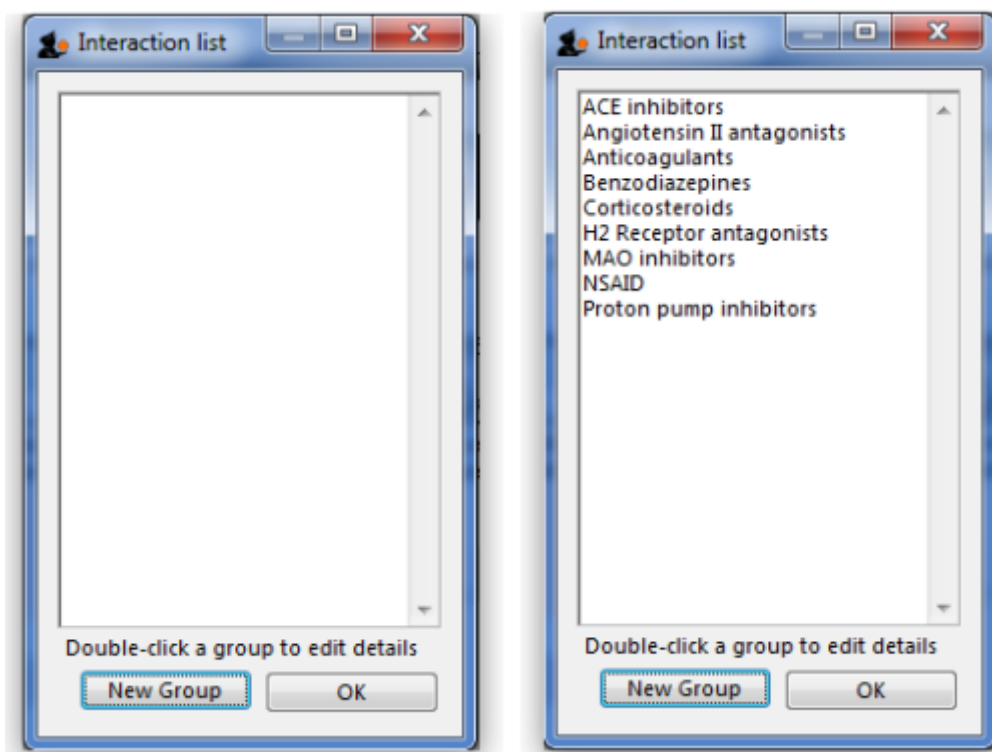 Interaction list
Double-click a group to edit details
New Group
OK
Interaction list
ACE inhibitors
Angiotensin II antagonists
Anticoagulants
Benzodiazepines
Corticosteroids
H2 Receptor antagonists
MAO inhibitors
NSAID
Proton pump inhibitors
Double-click a group to edit details
New Group
OK